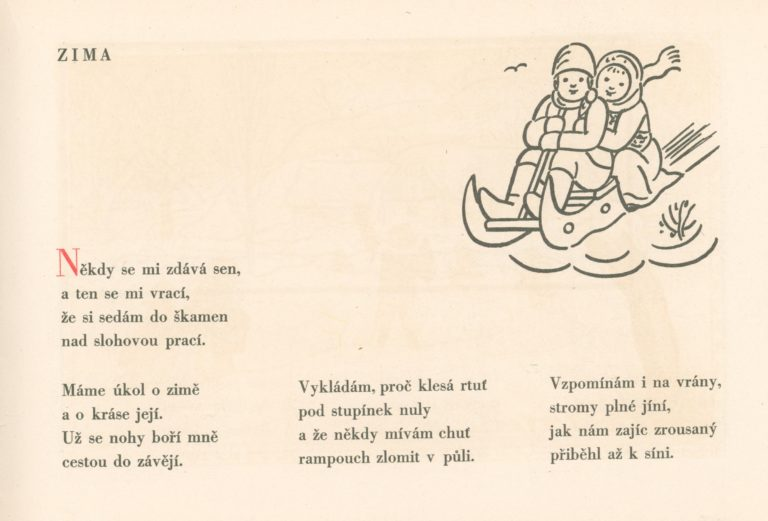 ZIMA
Někdy se mi zdává sen,
a ten se mi vrací,
že si sedám do škamen
nad slohovou prací.
Máme úkol o zimě
a o kráse její.
Už se nohy boří mně
cestou do závějí.
Vykládám, proč klesá rtuť
pod stupínek nuly
a že někdy mívám chuť
rampouch zlomit v půli.
Vzpomínám i na vrány,
stromy plné jíní,
jak nám zajíc zrousaný
přiběhl až k síni.